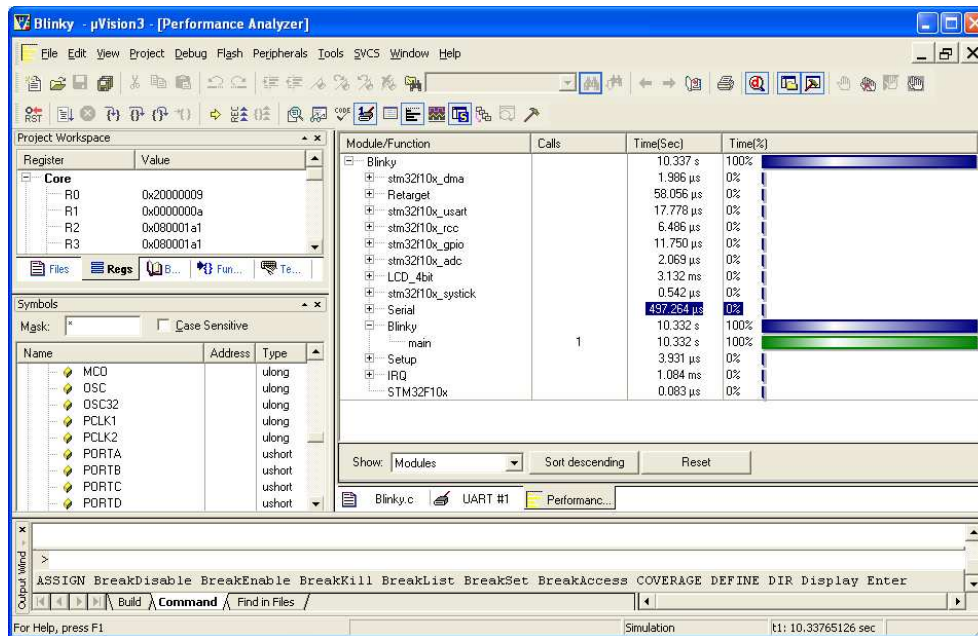 Blinky - µVision3 - [Performance Analyzer]
File Edit View Project Debug Flash Peripherals Tools SVCS Window Help
RST CODE
Project Workspace
Register Value
Core
R0 0x20000009
R1 0x0000000a
R2 0x080001a1
R3 0x080001a1
Files Regs B... Fun... Te...
Symbols
Mask: * Case Sensitive
Name Address Type
MCO ulong
OSC ulong
OSC32 ulong
PCLK1 ulong
PCLK2 ulong
PORTA ushort
PORTB ushort
PORTC ushort
PORTD ushort
Module/Function Calls Time(Sec) Time(%)
Blinky 10.337 s 100%
stm32f10x_dma 1.986 µs 0%
Retarget 58.056 µs 0%
stm32f10x_usart 17.778 µs 0%
stm32f10x_rcc 6.486 µs 0%
stm32f10x_gpio 11.750 µs 0%
stm32f10x_adc 2.069 µs 0%
LCD_4bit 3.132 ms 0%
stm32f10x_systick 0.542 µs 0%
Serial 497.264 µs 0%
Blinky 10.332 s 100%
main 1 10.332 s 100%
Setup 3.931 µs 0%
IRQ 1.084 ms 0%
STM32F10x 0.083 µs 0%
Show: Modules Sort descending Reset
Blinky.c UART #1 Performanc...
Output Wind
>
ASSIGN BreakDisable BreakEnable BreakKill BreakList BreakSet BreakAccess COVERAGE DEFINE DIR Display Enter
Build Command Find in Files
For Help, press F1 Simulation t1: 10.33765126 sec